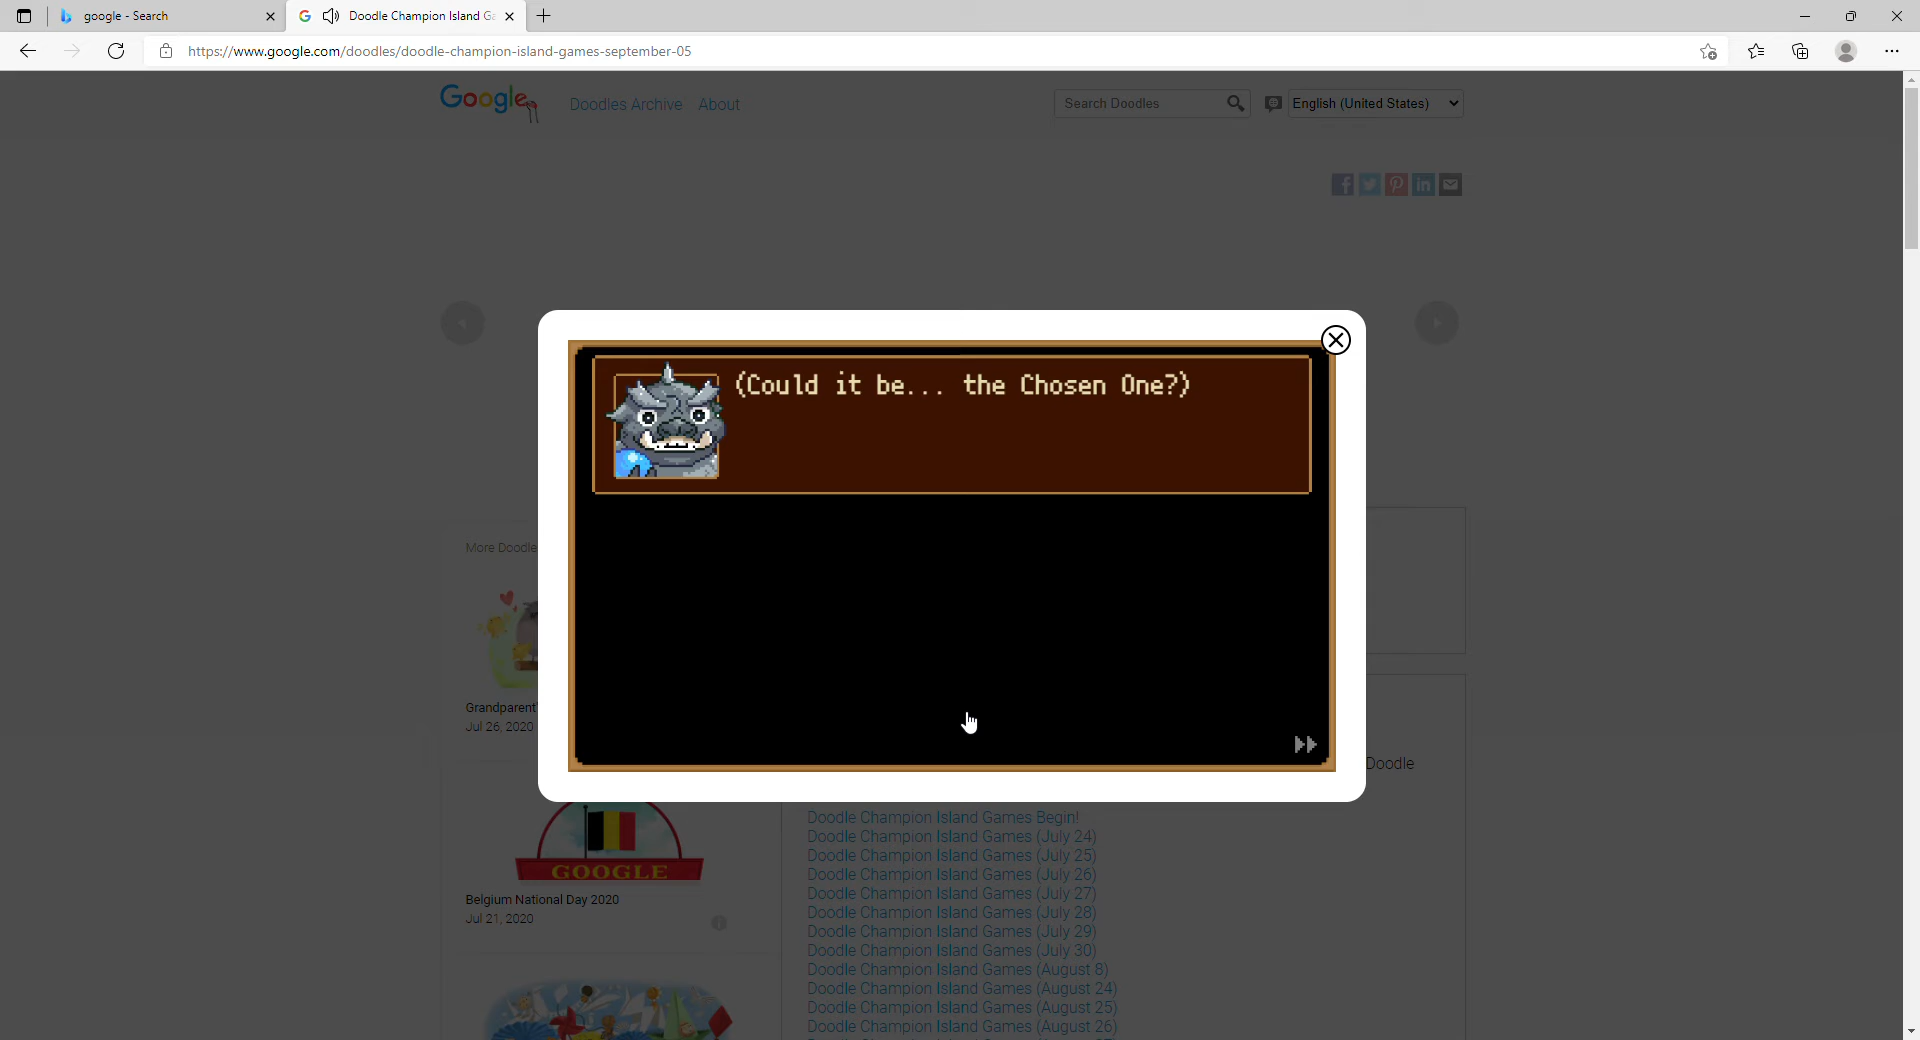 google - Search
Doodle Champion Island Ga
https://www.google.com/doodles/doodle-champion-island-games-september-05
Google
Doodles Archive
About
Search Doodles
English (United States)
(Could it be... the Chosen One?)
More Doodle
Grandparent'
Jul 26, 2020
Doodle
GOOGLE
Belgium National Day 2020
Jul 21, 2020
Doodle Champion Island Games Begin!
Doodle Champion Island Games (July 24)
Doodle Champion Island Games (July 25)
Doodle Champion Island Games (July 26)
Doodle Champion Island Games (July 27)
Doodle Champion Island Games (July 28)
Doodle Champion Island Games (July 29)
Doodle Champion Island Games (July 30)
Doodle Champion Island Games (August 8)
Doodle Champion Island Games (August 24)
Doodle Champion Island Games (August 25)
Doodle Champion Island Games (August 26)